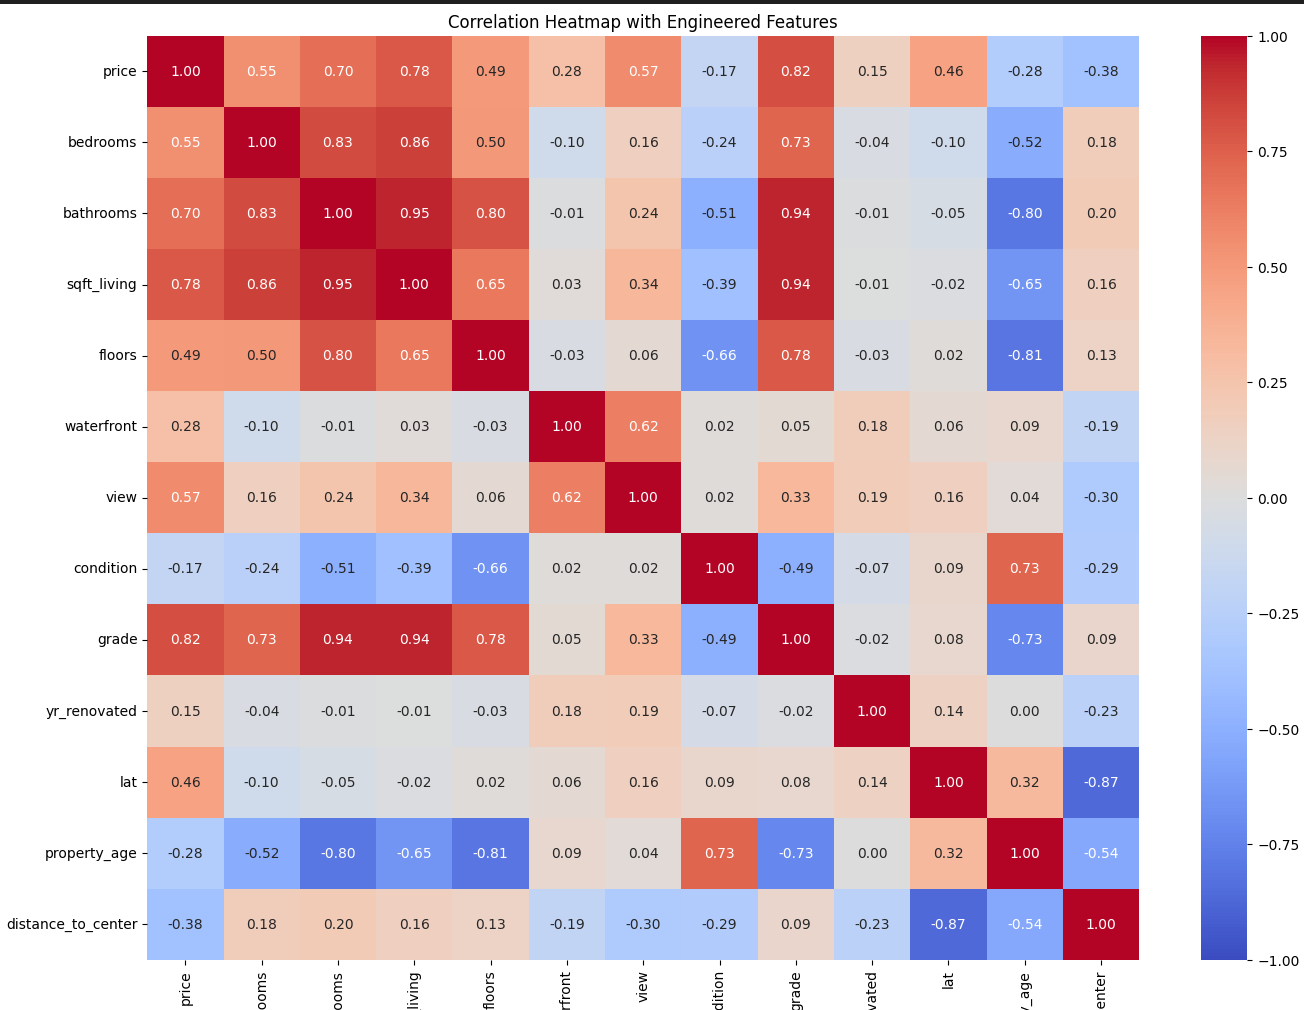 Correlation Heatmap with Engineered Features
price 1.00 0.55 0.70 0.78 0.49 0.28 0.57 -0.17 0.82 0.15 0.46 -0.28 -0.38
bedrooms 0.55 1.00 0.83 0.86 0.50 -0.10 0.16 -0.24 0.73 -0.04 -0.10 -0.52 0.18
bathrooms 0.70 0.83 1.00 0.95 0.80 -0.01 0.24 -0.51 0.94 -0.01 -0.05 -0.80 0.20
sqft_living 0.78 0.86 0.95 1.00 0.65 0.03 0.34 -0.39 0.94 -0.01 -0.02 -0.65 0.16
floors 0.49 0.50 0.80 0.65 1.00 -0.03 0.06 -0.66 0.78 -0.03 0.02 -0.81 0.13
waterfront 0.28 -0.10 -0.01 0.03 -0.03 1.00 0.62 0.02 0.05 0.18 0.06 0.09 -0.19
view 0.57 0.16 0.24 0.34 0.06 0.62 1.00 0.02 0.33 0.19 0.16 0.04 -0.30
condition -0.17 -0.24 -0.51 -0.39 -0.66 0.02 0.02 1.00 -0.49 -0.07 0.09 0.73 -0.29
grade 0.82 0.73 0.94 0.94 0.78 0.05 0.33 -0.49 1.00 -0.02 0.08 -0.73 0.09
yr_renovated 0.15 -0.04 -0.01 -0.01 -0.03 0.18 0.19 -0.07 -0.02 1.00 0.14 0.00 -0.23
lat 0.46 -0.10 -0.05 -0.02 0.02 0.06 0.16 0.09 0.08 0.14 1.00 0.32 -0.87
property_age -0.28 -0.52 -0.80 -0.65 -0.81 0.09 0.04 0.73 -0.73 0.00 0.32 1.00 -0.54
distance_to_center -0.38 0.18 0.20 0.16 0.13 -0.19 -0.30 -0.29 0.09 -0.23 -0.87 -0.54 1.00
price
ooms
ooms
living
floors
rfront
view
dition
grade
vated
lat
_age
enter
1.00
0.75
0.50
0.25
0.00
−0.25
−0.50
−0.75
−1.00